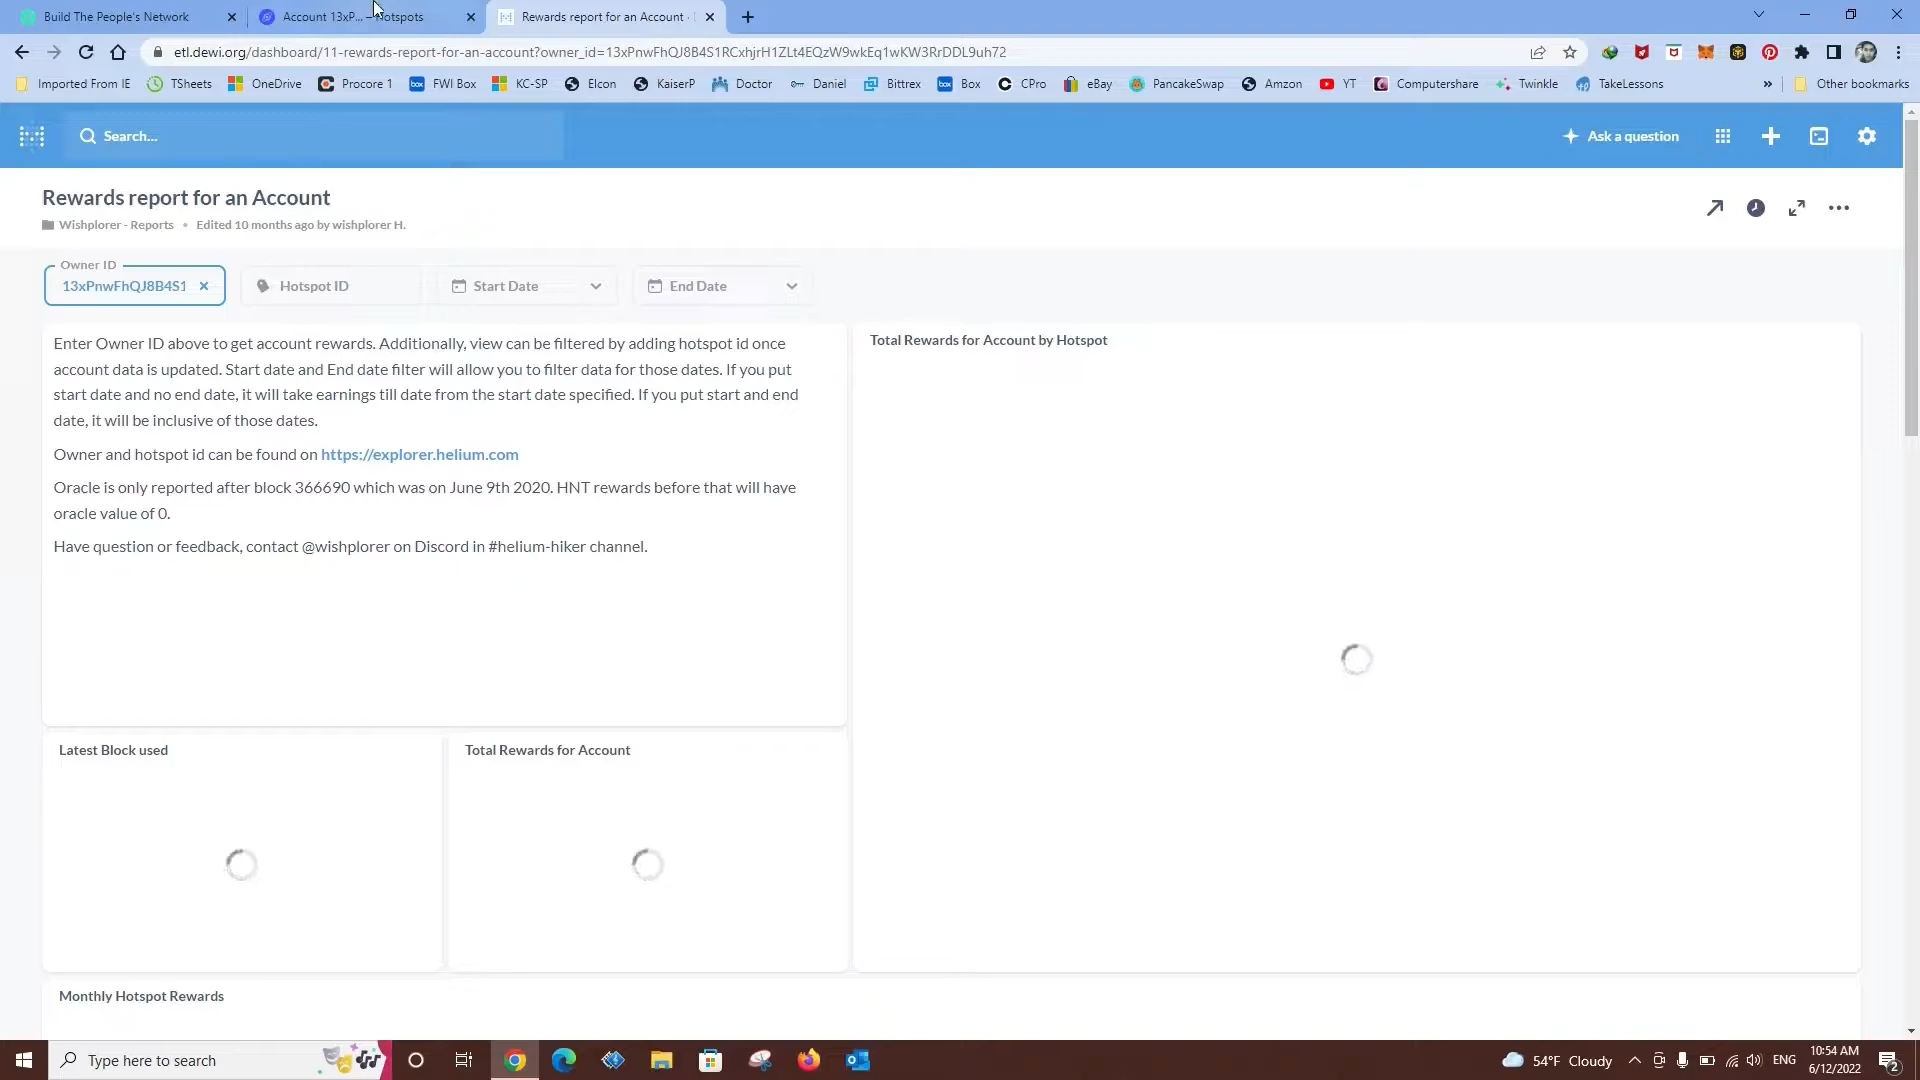 Build The People's Network
Account 13xP... – Hotspots
Rewards report for an Account ·
etl.dewi.org/dashboard/11-rewards-report-for-an-account?owner_id=13xPnwFhQJ8B4S1RCxhjrH1ZLt4EQzW9wkEq1wKW3RrDDL9uh72
Imported From IE
TSheets
OneDrive
Procore 1
FWI Box
KC-SP
Elcon
KaiserP
Doctor
Daniel
Bittrex
Box
CPro
eBay
PancakeSwap
Amzon
YT
Computershare
Twinkle
TakeLessons
»
Other bookmarks
Search...
Ask a question
Rewards report for an Account
Wishplorer - Reports • Edited 10 months ago by wishplorer H.
Owner ID
13xPnwFhQJ8B4S1
Hotspot ID
Start Date
End Date
Enter Owner ID above to get account rewards. Additionally, view can be filtered by adding hotspot id once
account data is updated. Start date and End date filter will allow you to filter data for those dates. If you put
start date and no end date, it will take earnings till date from the start date specified. If you put start and end
date, it will be inclusive of those dates.
Owner and hotspot id can be found on https://explorer.helium.com
Oracle is only reported after block 366690 which was on June 9th 2020. HNT rewards before that will have
oracle value of 0.
Have question or feedback, contact @wishplorer on Discord in #helium-hiker channel.
Total Rewards for Account by Hotspot
Latest Block used
Total Rewards for Account
Monthly Hotspot Rewards
Type here to search
54°F Cloudy
ENG
10:54 AM
6/12/2022
2